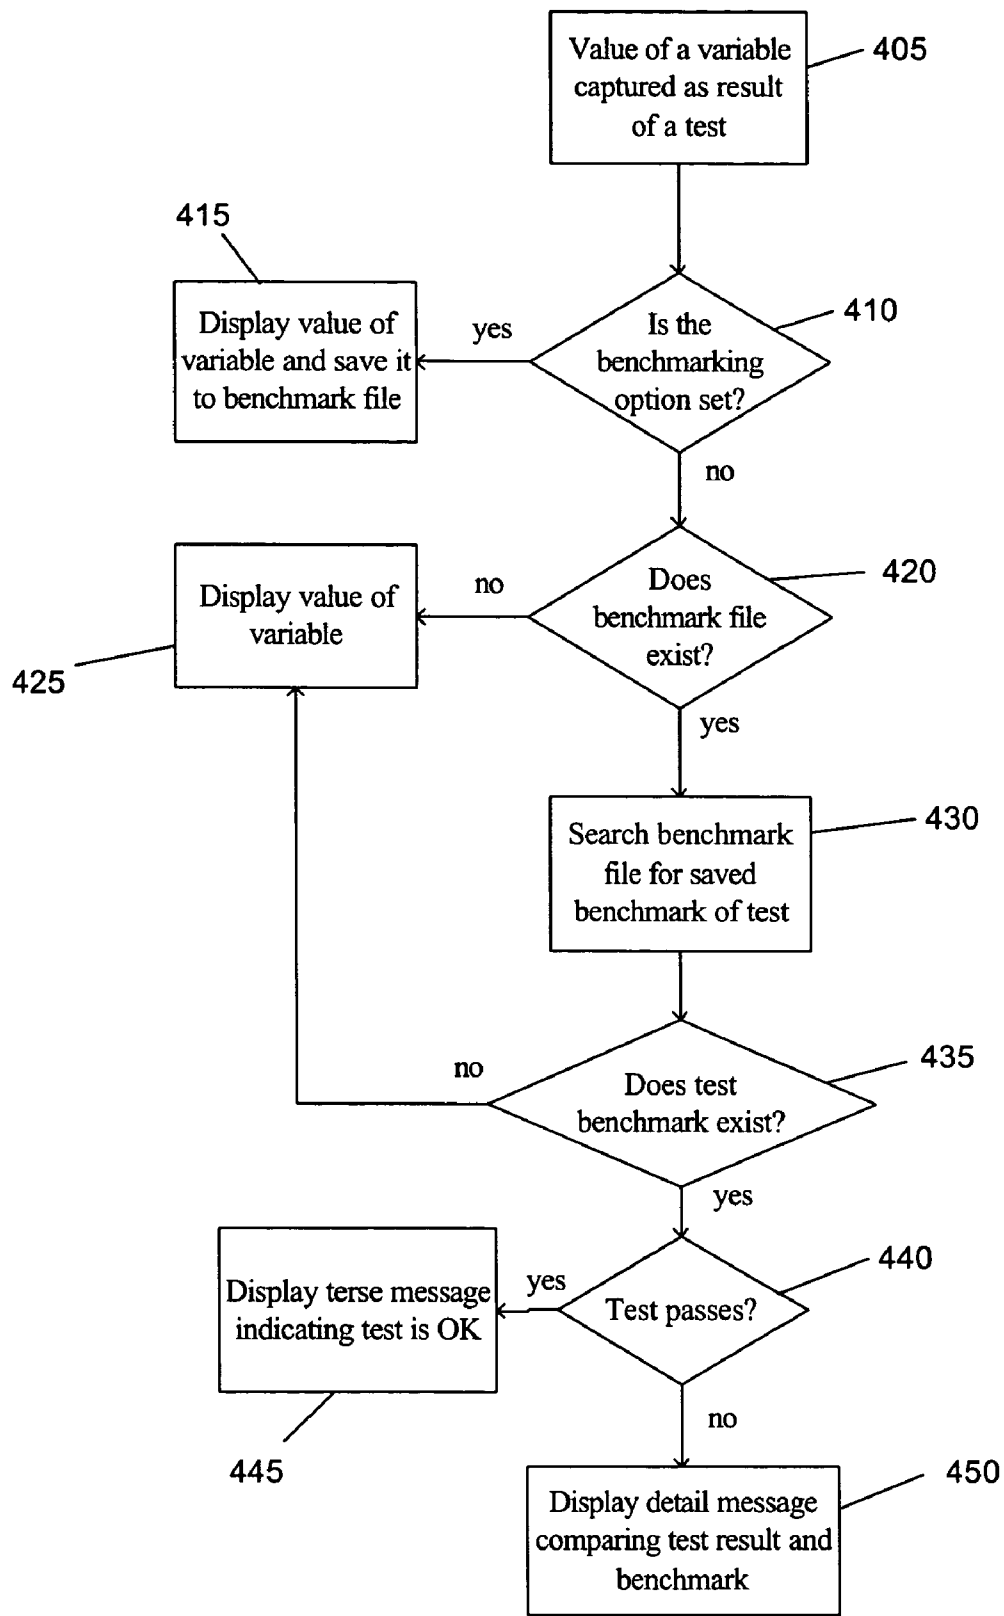 Value of a variable
captured as result
of a test
405
415
Display value of
variable and save it
to benchmark file
yes
Is the
benchmarking
option set?
410
no
Display value of
variable
425
no
Does
benchmark file
exist?
420
yes
Search benchmark
file for saved
benchmark of test
430
no
Does test
benchmark exist?
435
yes
Display terse message
indicating test is OK
445
yes
Test passes?
440
no
Display detail message
comparing test result and
benchmark
450